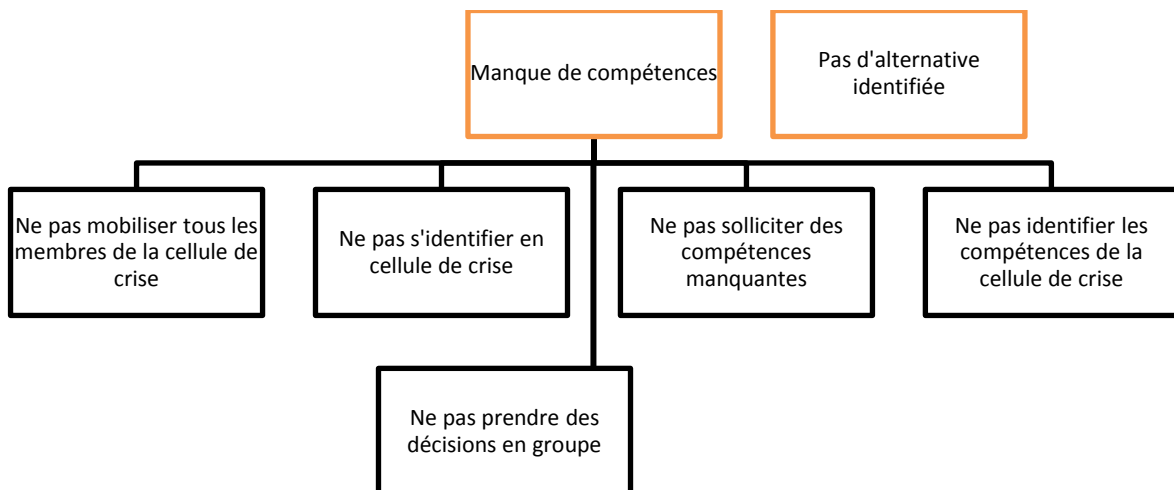 Manque de compétences
Pas d'alternative
identifiée
Ne pas mobiliser tous les
membres de la cellule de
crise
Ne pas s'identifier en
cellule de crise
Ne pas solliciter des
compétences
manquantes
Ne pas identifier les
compétences de la
cellule de crise
Ne pas prendre des
décisions en groupe